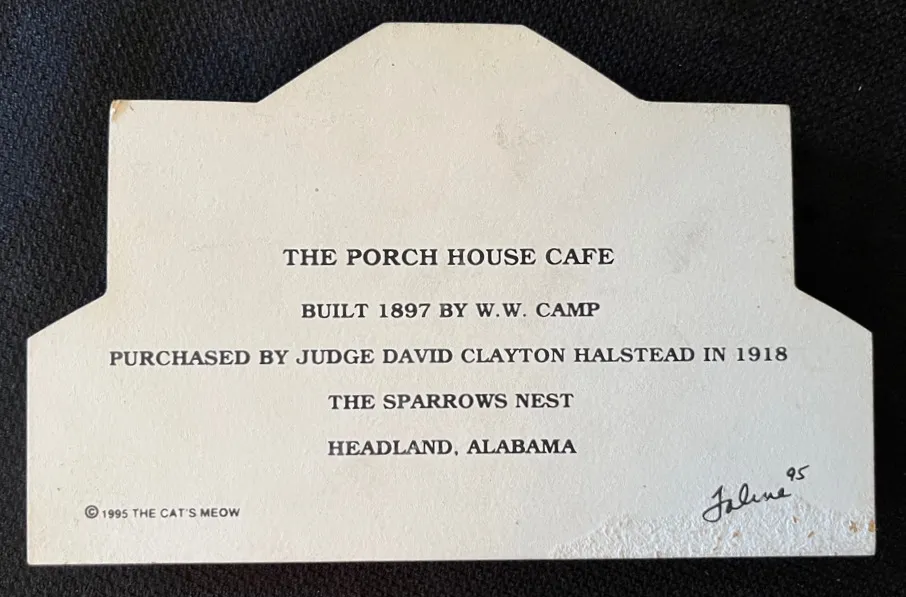 THE PORCH HOUSE CAFE
BUILT 1897 BY W.W. CAMP
PURCHASED BY JUDGE DAVID CLAYTON HALSTEAD IN 1918
THE SPARROWS NEST
HEADLAND, ALABAMA
Faline 95
© 1995 THE CAT'S MEOW